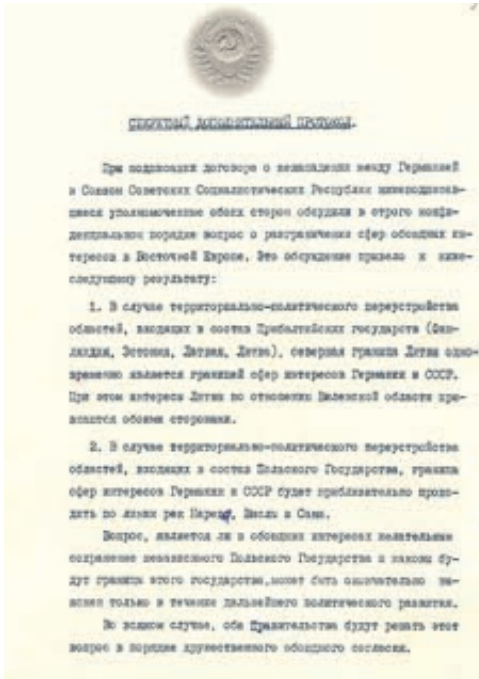 СЕКРЕТНЫЙ ДОПОЛНИТЕЛЬНЫЙ ПРОТОКОЛ.
При подписании договора о ненападении между Германией
и Союзом Советских Социалистических Республик нижеподписав-
шиеся уполномоченные обеих сторон обсудили в строго конфи-
денциальном порядке вопрос о разграничении сфер обоюдных ин-
тересов в Восточной Европе. Это обсуждение привело к ниже-
следующему результату:
1. В случае территориально-политического переустройства
областей, входящих в состав Прибалтийских государств (Фин-
ляндия, Эстония, Латвия, Литва), северная граница Литвы одно-
временно является границей сфер интересов Германии и СССР.
При этом интересы Литвы по отношению Виленской области при-
знаются обеими сторонами.
2. В случае территориально-политического переустройства
областей, входящих в состав Польского Государства, граница
сфер интересов Германии и СССР будет приблизительно прохо-
дить по линии рек Нарева, Вислы и Сана.
Вопрос, является ли в обоюдных интересах желательным
сохранение независимого Польского Государства и каковы бу-
дут границы этого государства, может быть окончательно вы-
яснен только в течение дальнейшего политического развития.
Во всяком случае, оба Правительства будут решать этот
вопрос в порядке дружественного обоюдного согласия.